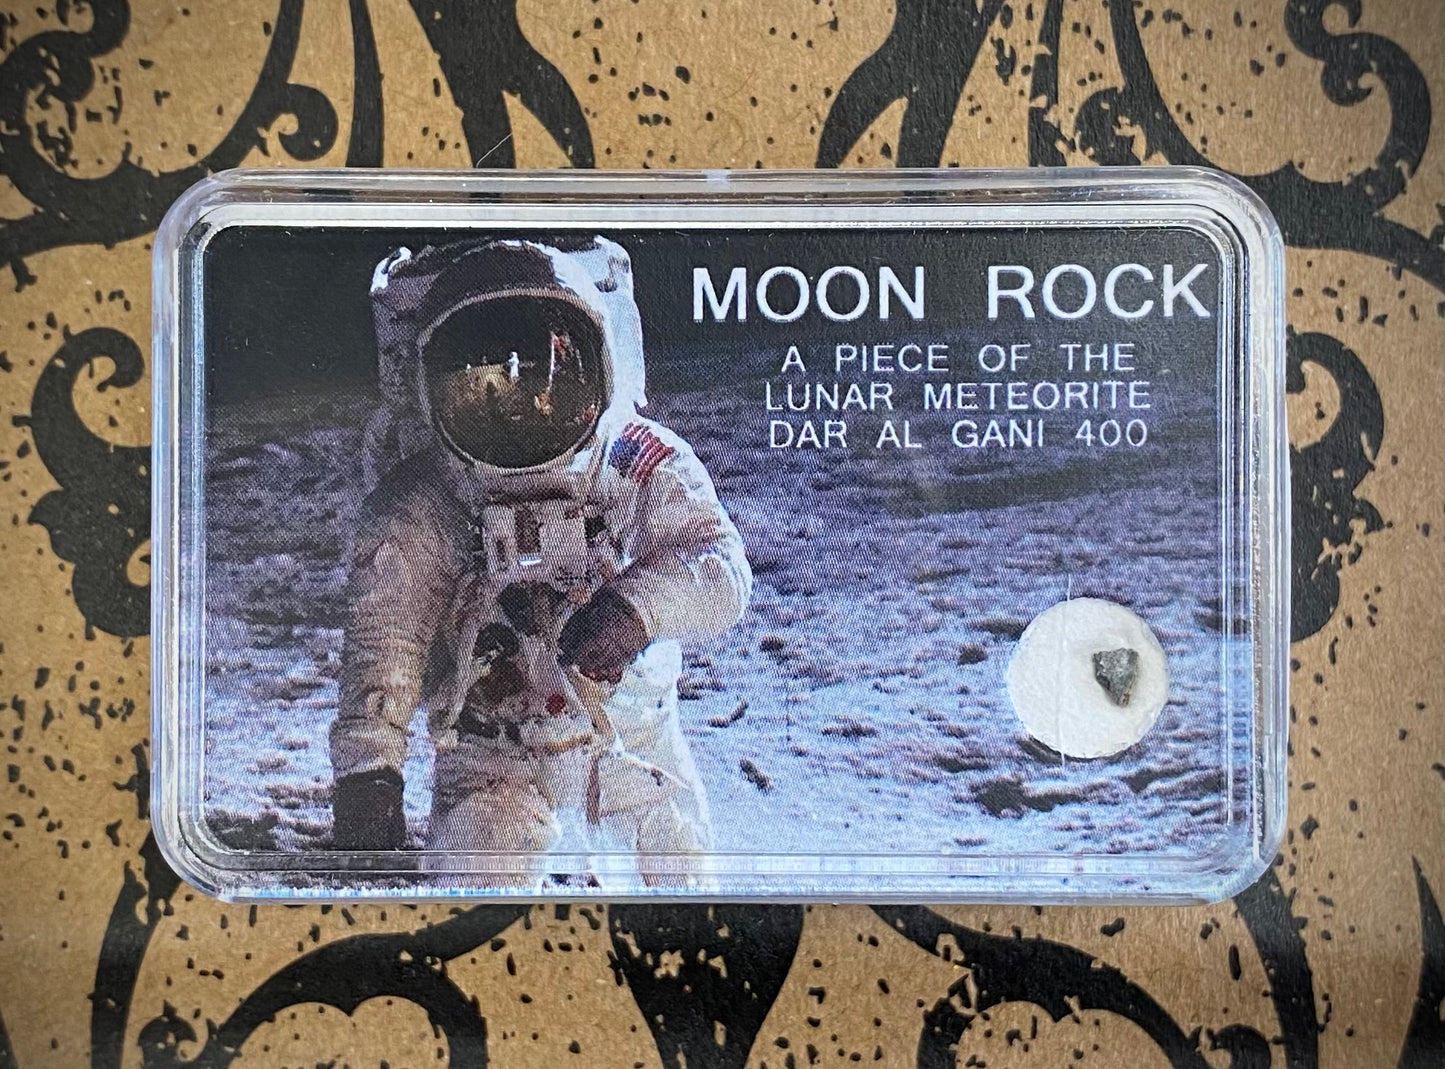 MOON ROCK
A PIECE OF THE
LUNAR METEORITE
DAR AL GANI 400